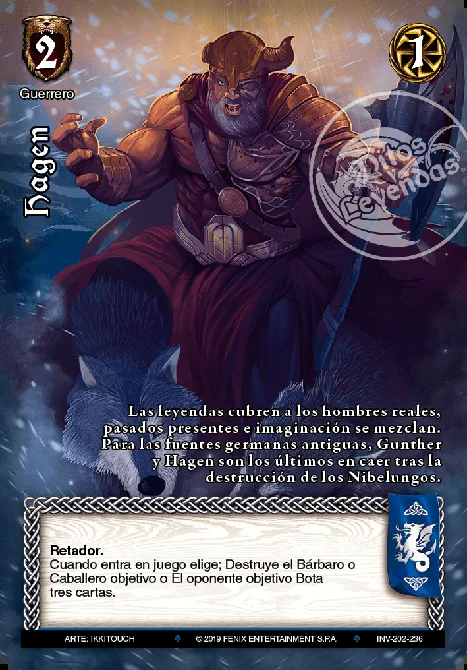 2
1
Guerrero
Hagen
Mitos
y
Leyendas
Las leyendas cubren a los hombres reales,
pasados presentes e imaginación se mezclan.
Para las fuentes germanas antiguas, Gunther
y Hagen son los últimos en caer tras la
destrucción de los Nibelungos.
Retador.
Cuando entra en juego elige; Destruye el Bárbaro o
Caballero objetivo o El oponente objetivo Bota
tres cartas.
ARTE: IKKITOUCH © 2019 FENIX ENTERTAINMENT S.P.A. INV-202-236